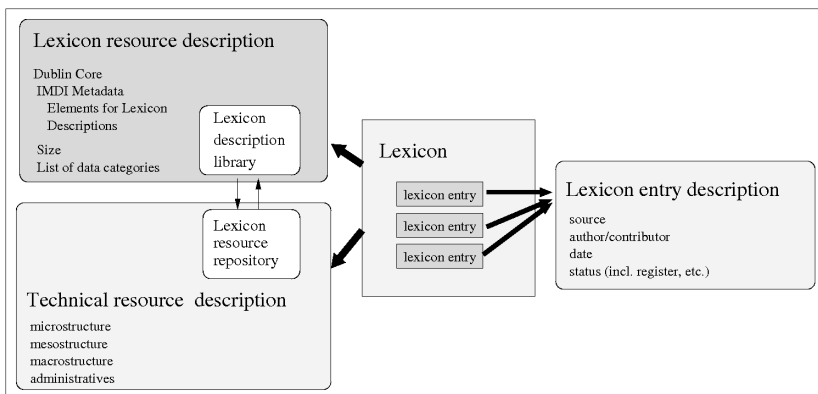 Lexicon resource description
Dublin Core
IMDI Metadata
Elements for Lexicon
Descriptions
Size
List of data categories
Lexicon
description
library
Lexicon
resource
repository
Technical resource description
microstructure
mesostructure
macrostructure
administratives
Lexicon
lexicon entry
lexicon entry
lexicon entry
Lexicon entry description
source
author/contributor
date
status (incl. register, etc.)